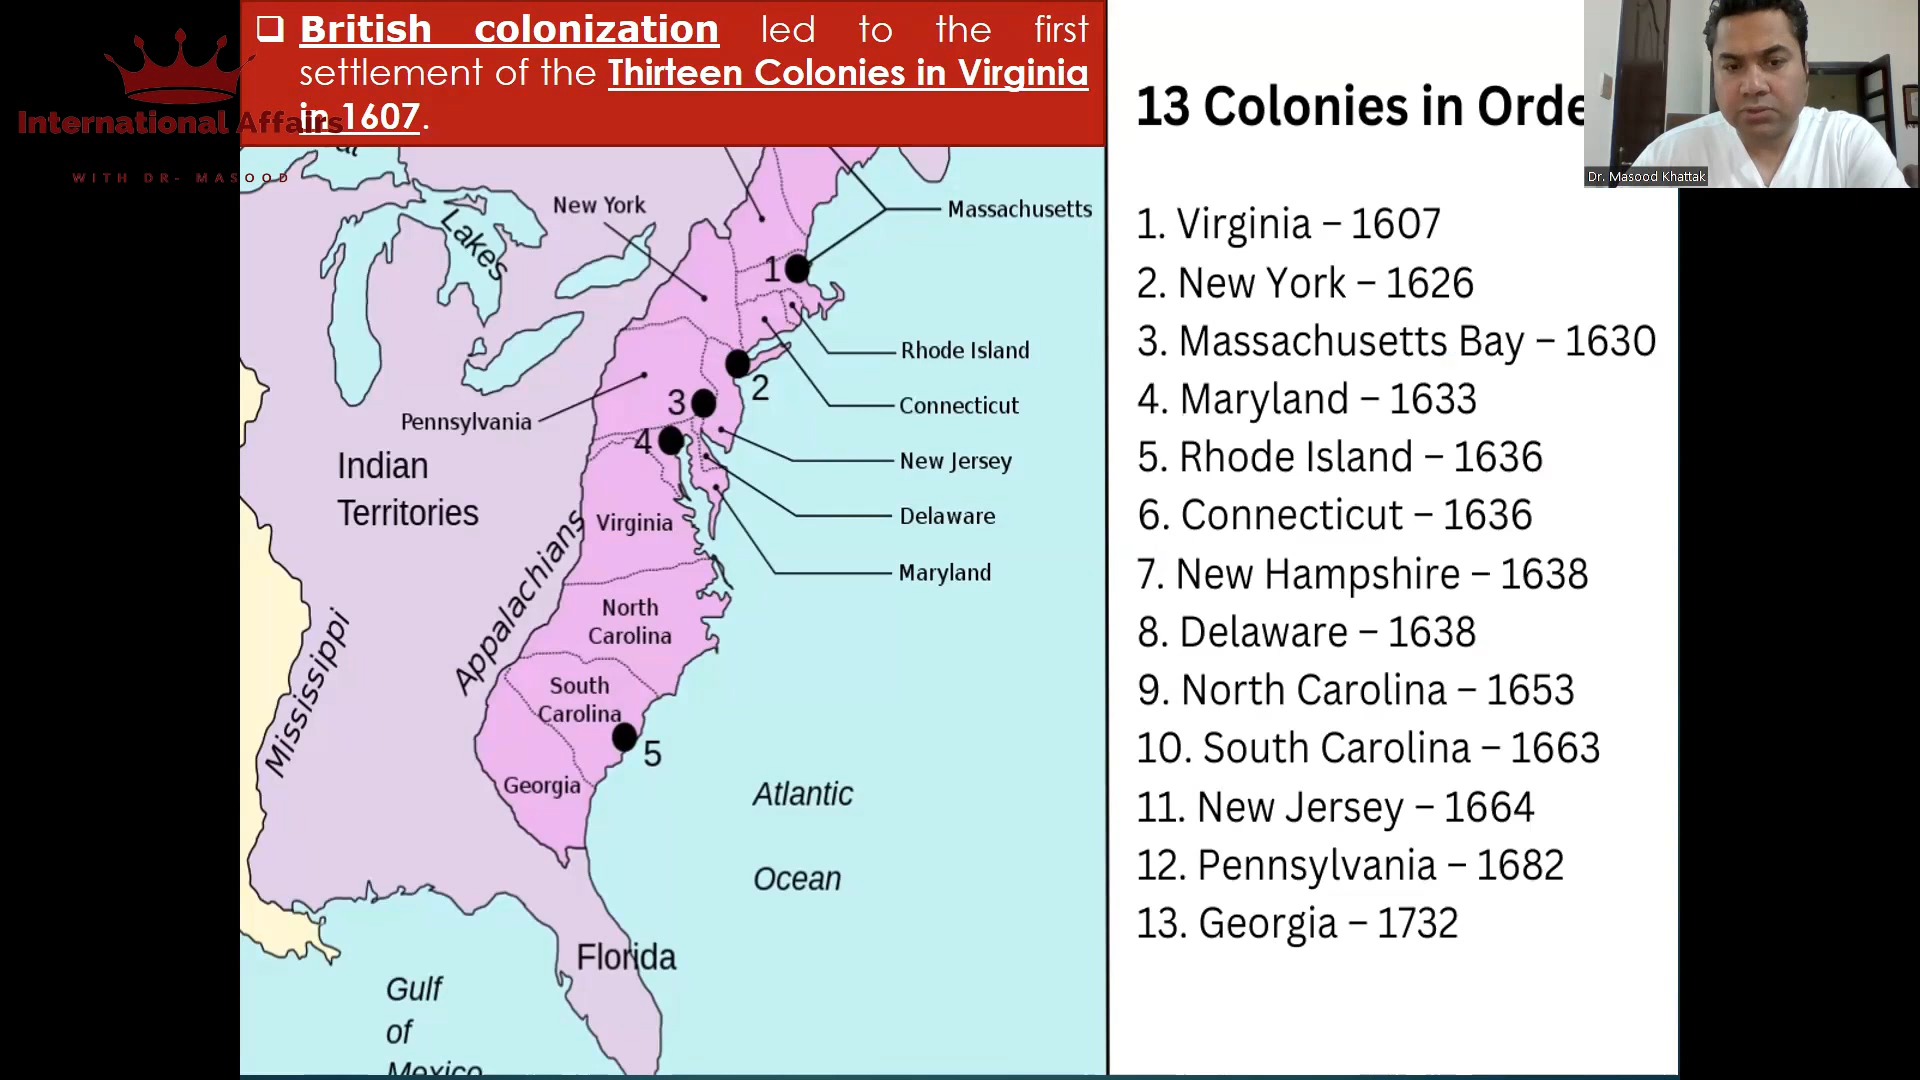 ❑ British colonization led to the first
settlement of the Thirteen Colonies in Virginia
in 1607.
International Affairs
WITH DR- MASOOD
Lakes
New York
Massachusetts
1
Rhode Island
2
3
Connecticut
Pennsylvania
4
New Jersey
Indian
Territories
Delaware
Virginia
Appalachians
Maryland
North
Carolina
Mississippi
South
Carolina
5
Georgia
Atlantic
Ocean
Florida
Gulf
of
Mexico
13 Colonies in Orde
1. Virginia – 1607
2. New York – 1626
3. Massachusetts Bay – 1630
4. Maryland – 1633
5. Rhode Island – 1636
6. Connecticut – 1636
7. New Hampshire – 1638
8. Delaware – 1638
9. North Carolina – 1653
10. South Carolina – 1663
11. New Jersey – 1664
12. Pennsylvania – 1682
13. Georgia – 1732
Dr. Masood Khattak